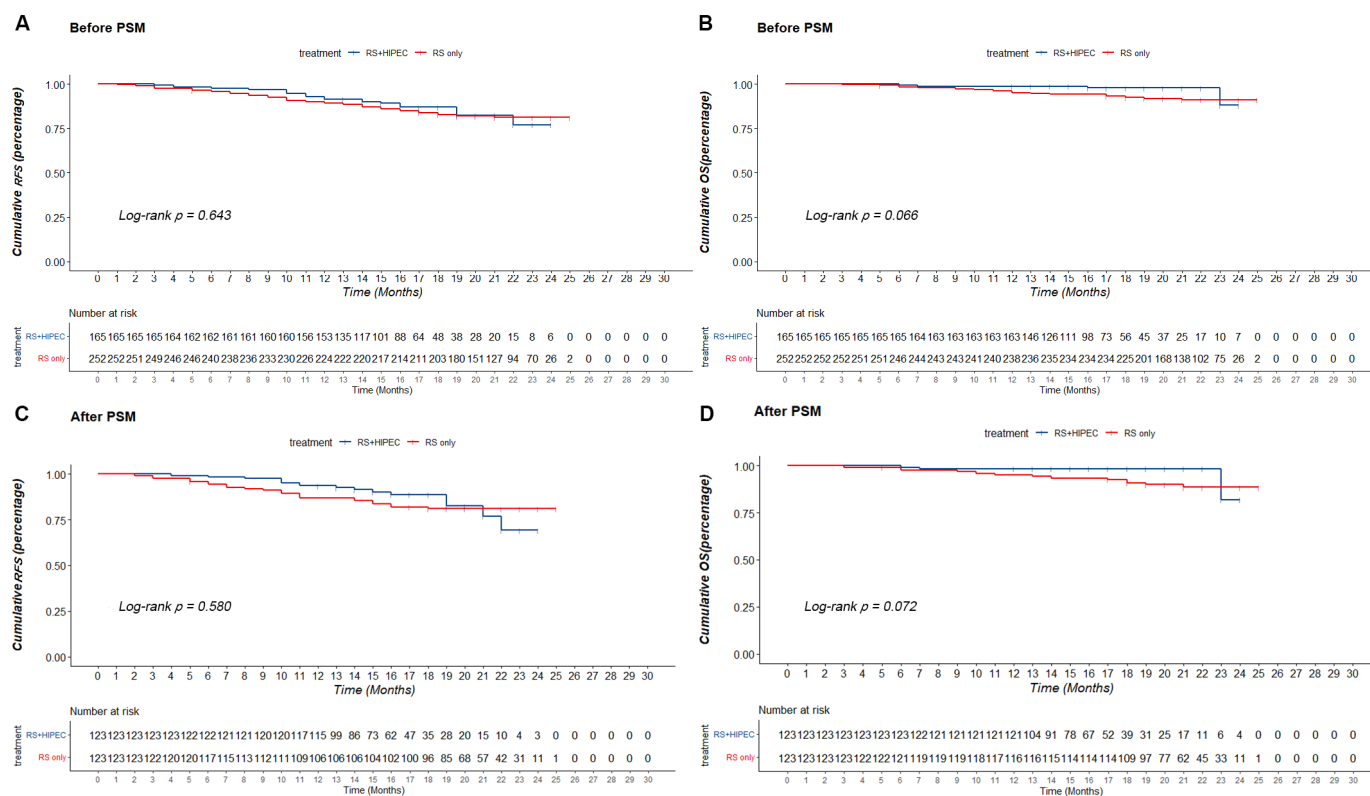 A
Before PSM
treatment RS+HIPEC RS only
Cumulative RFS (percentage)
1.00
0.75
0.50
0.25
0.00
Log-rank p = 0.643
0 1 2 3 4 5 6 7 8 9 10 11 12 13 14 15 16 17 18 19 20 21 22 23 24 25 26 27 28 29 30
Time (Months)
Number at risk
treatment
RS+HIPEC 165 165 165 165 164 162 162 161 161 160 160 156 153 135 117 101 88 64 48 38 28 20 15 8 6 0 0 0 0 0 0
RS only 252 252 251 249 246 246 240 238 236 233 230 226 224 222 220 217 214 211 203 180 151 127 94 70 26 2 0 0 0 0 0
0 1 2 3 4 5 6 7 8 9 10 11 12 13 14 15 16 17 18 19 20 21 22 23 24 25 26 27 28 29 30
Time (Months)
B
Before PSM
treatment RS+HIPEC RS only
Cumulative OS(percentage)
1.00
0.75
0.50
0.25
0.00
Log-rank p = 0.066
0 1 2 3 4 5 6 7 8 9 10 11 12 13 14 15 16 17 18 19 20 21 22 23 24 25 26 27 28 29 30
Time (Months)
Number at risk
treatment
RS+HIPEC 165 165 165 165 165 165 164 163 163 163 163 163 163 146 126 111 98 73 56 45 37 25 17 10 7 0 0 0 0 0 0
RS only 252 252 252 252 251 251 246 244 243 243 241 240 238 236 235 234 234 234 225 201 168 138 102 75 26 2 0 0 0 0 0
0 1 2 3 4 5 6 7 8 9 10 11 12 13 14 15 16 17 18 19 20 21 22 23 24 25 26 27 28 29 30
Time (Months)
C
After PSM
treatment RS+HIPEC RS only
Cumulative RFS (percentage)
1.00
0.75
0.50
0.25
0.00
Log-rank p = 0.580
0 1 2 3 4 5 6 7 8 9 10 11 12 13 14 15 16 17 18 19 20 21 22 23 24 25 26 27 28 29 30
Time (Months)
Number at risk
treatment
RS+HIPEC 123 123 123 123 123 122 122 121 121 120 120 117 115 99 86 73 62 47 35 28 20 15 10 4 3 0 0 0 0 0 0
RS only 123 123 123 122 120 120 117 115 113 112 111 109 106 106 106 104 102 100 96 85 68 57 42 31 11 1 0 0 0 0 0
0 1 2 3 4 5 6 7 8 9 10 11 12 13 14 15 16 17 18 19 20 21 22 23 24 25 26 27 28 29 30
Time (Months)
D
After PSM
treatment RS+HIPEC RS only
Cumulative OS(percentage)
1.00
0.75
0.50
0.25
0.00
Log-rank p = 0.072
0 1 2 3 4 5 6 7 8 9 10 11 12 13 14 15 16 17 18 19 20 21 22 23 24 25 26 27 28 29 30
Time (Months)
Number at risk
treatment
RS+HIPEC 123 123 123 123 123 123 122 121 121 121 121 121 121 104 91 78 67 52 39 31 25 17 11 6 4 0 0 0 0 0 0
RS only 123 123 123 123 122 122 121 119 119 119 118 117 116 116 115 114 114 114 109 97 77 62 45 33 11 1 0 0 0 0 0
0 1 2 3 4 5 6 7 8 9 10 11 12 13 14 15 16 17 18 19 20 21 22 23 24 25 26 27 28 29 30
Time (Months)